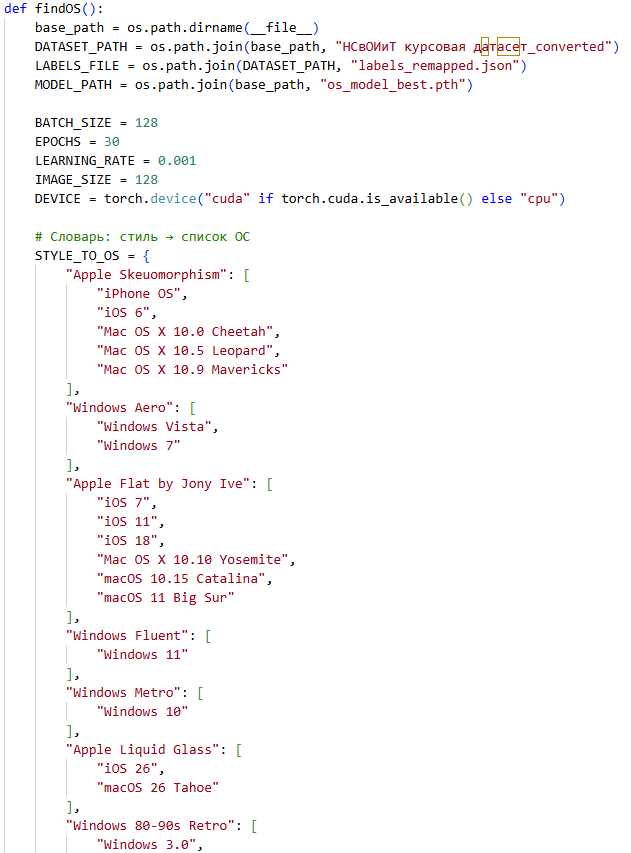 def findOS():
    base_path = os.path.dirname(__file__)
    DATASET_PATH = os.path.join(base_path, "НСвОИиТ курсовая датасет_converted")
    LABELS_FILE = os.path.join(DATASET_PATH, "labels_remapped.json")
    MODEL_PATH = os.path.join(base_path, "os_model_best.pth")
    BATCH_SIZE = 128
    EPOCHS = 30
    LEARNING_RATE = 0.001
    IMAGE_SIZE = 128
    DEVICE = torch.device("cuda" if torch.cuda.is_available() else "cpu")
    # Словарь: стиль → список ОС
    STYLE_TO_OS = {
        "Apple Skeuomorphism": [
            "iPhone OS",
            "iOS 6",
            "Mac OS X 10.0 Cheetah",
            "Mac OS X 10.5 Leopard",
            "Mac OS X 10.9 Mavericks"
        ],
        "Windows Aero": [
            "Windows Vista",
            "Windows 7"
        ],
        "Apple Flat by Jony Ive": [
            "iOS 7",
            "iOS 11",
            "iOS 18",
            "Mac OS X 10.10 Yosemite",
            "macOS 10.15 Catalina",
            "macOS 11 Big Sur"
        ],
        "Windows Fluent": [
            "Windows 11"
        ],
        "Windows Metro": [
            "Windows 10"
        ],
        "Apple Liquid Glass": [
            "iOS 26",
            "macOS 26 Tahoe"
        ],
        "Windows 80-90s Retro": [
            "Windows 3.0",